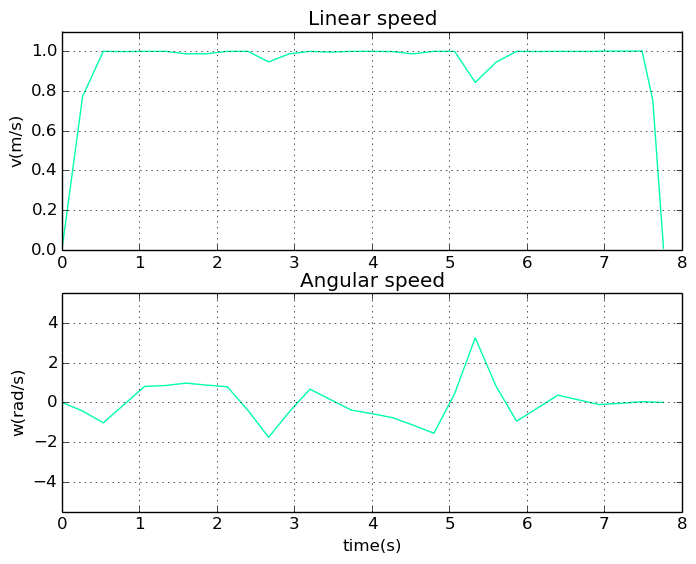 Linear speed
1.0
0.8
0.6
0.4
0.2
0.0
v(m/s)
0 1 2 3 4 5 6 7 8
Angular speed
4
2
0
−2
−4
w(rad/s)
0 1 2 3 4 5 6 7 8
time(s)